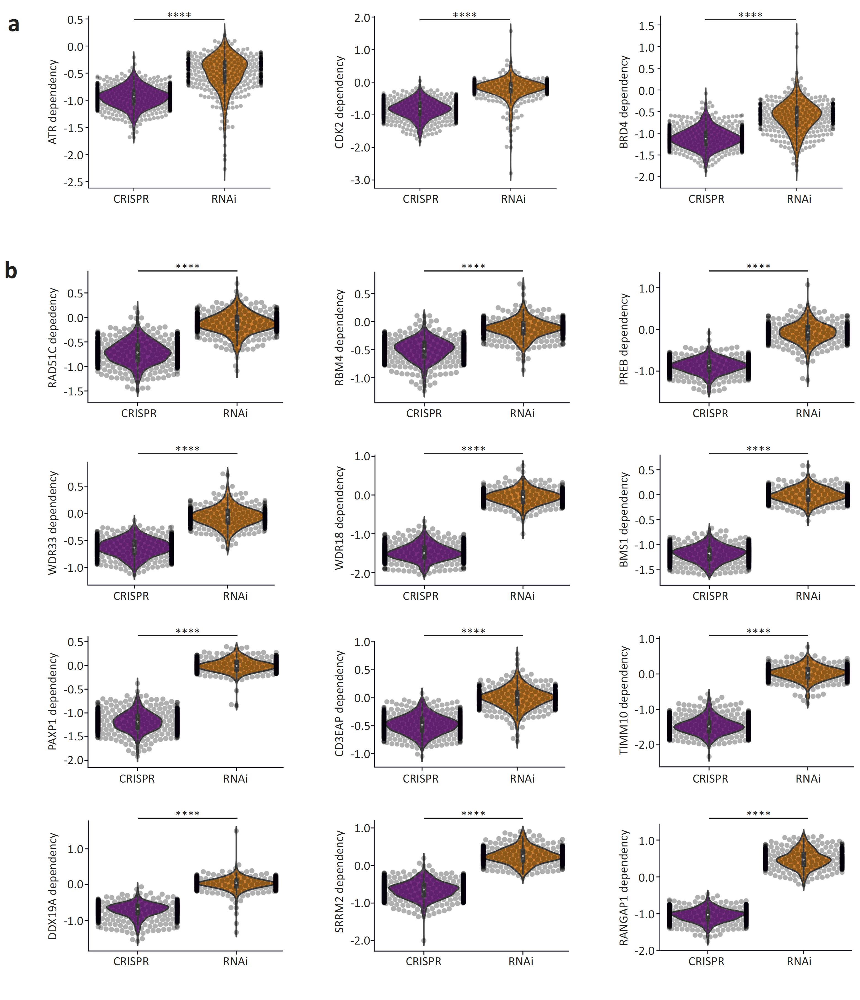 a
****
****
****
ATR dependency
0.5
0.0
-0.5
-1.0
-1.5
-2.0
-2.5
CRISPR
RNAi
CDK2 dependency
2.0
1.0
0.0
-1.0
-2.0
-3.0
CRISPR
RNAi
BRD4 dependency
1.5
1.0
0.5
0.0
-0.5
-1.0
-1.5
-2.0
CRISPR
RNAi
b
****
****
****
RAD51C depedency
0.5
0.0
-0.5
-1.0
-1.5
CRISPR
RNAi
RBM4 dependency
0.5
0.0
-0.5
-1.0
CRISPR
RNAi
PREB dependency
1.0
0.0
-1.0
CRISPR
RNAi
****
****
****
WDR33 dependency
0.5
0.0
-0.5
-1.0
CRISPR
RNAi
WDR18 dependency
1.0
0.0
-1.0
-2.0
CRISPR
RNAi
BMS1 dependency
0.5
0.0
-0.5
-1.0
-1.5
CRISPR
RNAi
****
****
****
PAXP1 dependency
0.5
0.0
-0.5
-1.0
-1.5
-2.0
CRISPR
RNAi
CD3EAP dependency
1.0
0.5
0.0
-0.5
-1.0
CRISPR
RNAi
TIMM10 dependency
1.0
0.0
-1.0
-2.0
CRISPR
RNAi
****
****
****
DDX19A dependency
1.0
0.0
-1.0
CRISPR
RNAi
SRRM2 dependency
1.0
0.0
-1.0
-2.0
CRISPR
RNAi
RANGAP1 dependency
1.0
0.0
-1.0
-2.0
CRISPR
RNAi